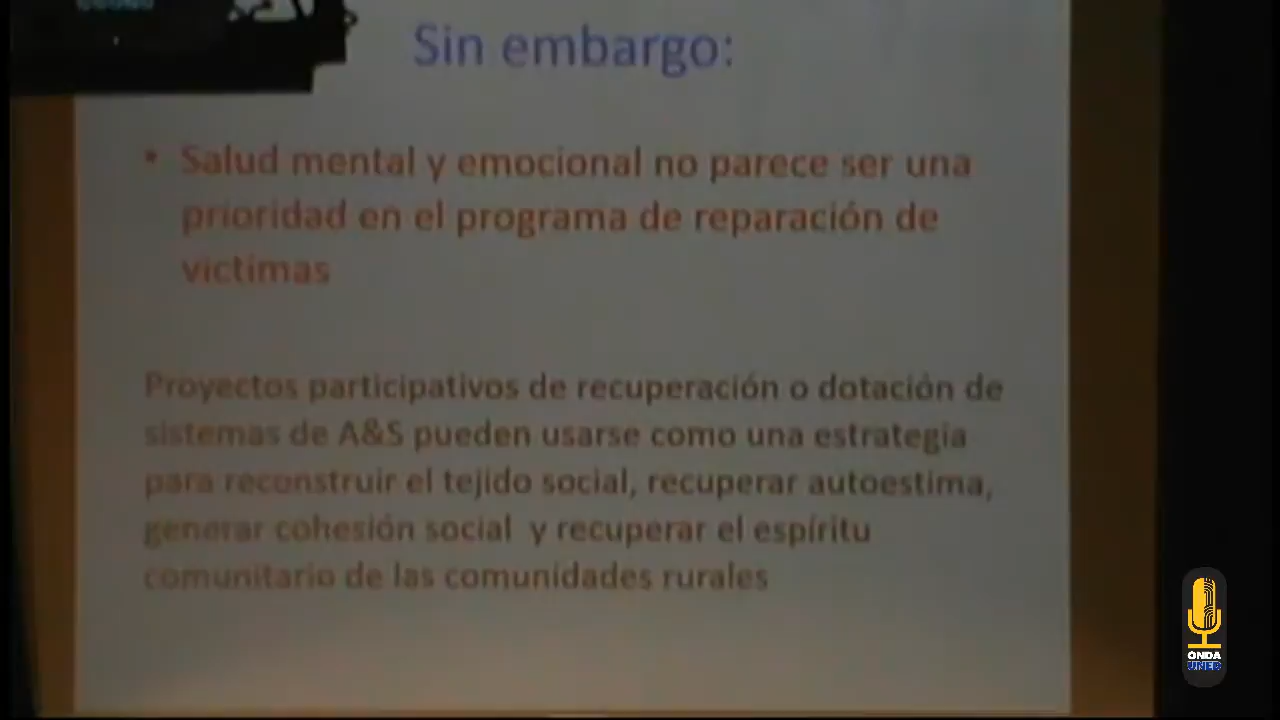 Sin embargo:
• Salud mental y emocional no parece ser una
prioridad en el programa de reparación de
victimas
Proyectos participativos de recuperación o dotación de
sistemas de A&S pueden usarse como una estrategia
para reconstruir el tejido social, recuperar autoestima,
generar cohesión social y recuperar el espíritu
comunitario de las comunidades rurales
ONDA
UNEB